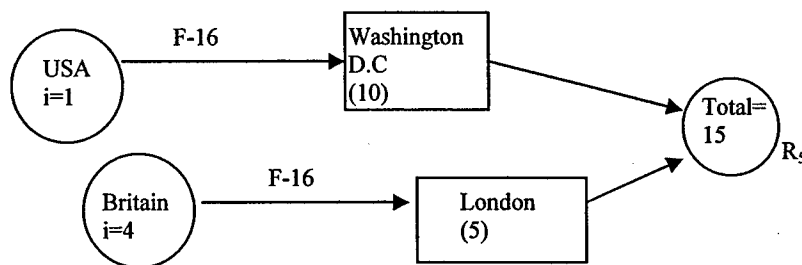 F-16
USA
i=1
Washington
D.C
(10)
Total=
15
R5
F-16
Britain
i=4
London
(5)